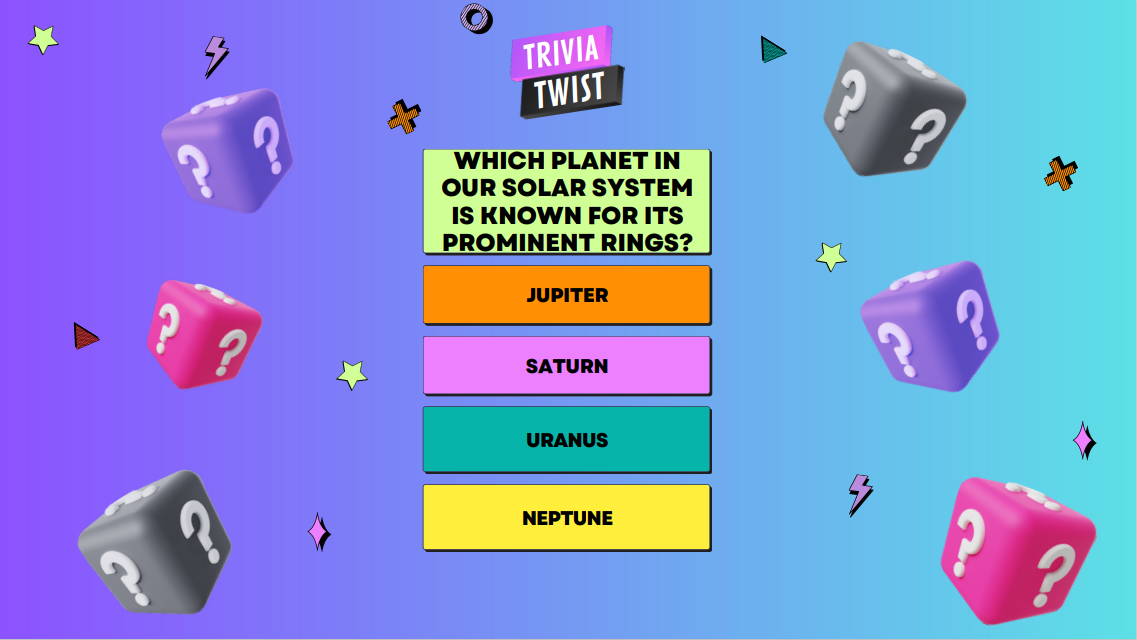 TRIVIA
TWIST
WHICH PLANET IN
OUR SOLAR SYSTEM
IS KNOWN FOR ITS
PROMINENT RINGS?
JUPITER
SATURN
URANUS
NEPTUNE